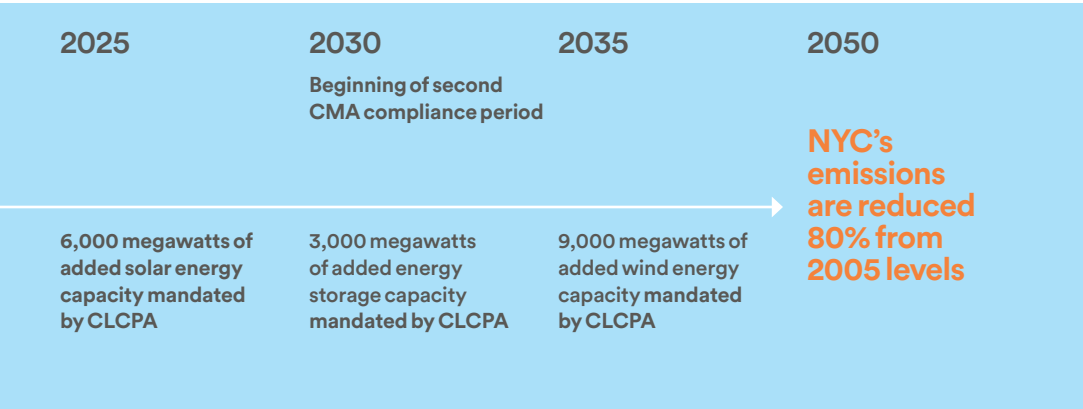 2025
6,000 megawatts of
added solar energy
capacity mandated
by CLCPA
2030
Beginning of second
CMA compliance period
3,000 megawatts
of added energy
storage capacity
mandated by CLCPA
2035
9,000 megawatts of
added wind energy
capacity mandated
by CLCPA
2050
NYC's
emissions
are reduced
80% from
2005 levels